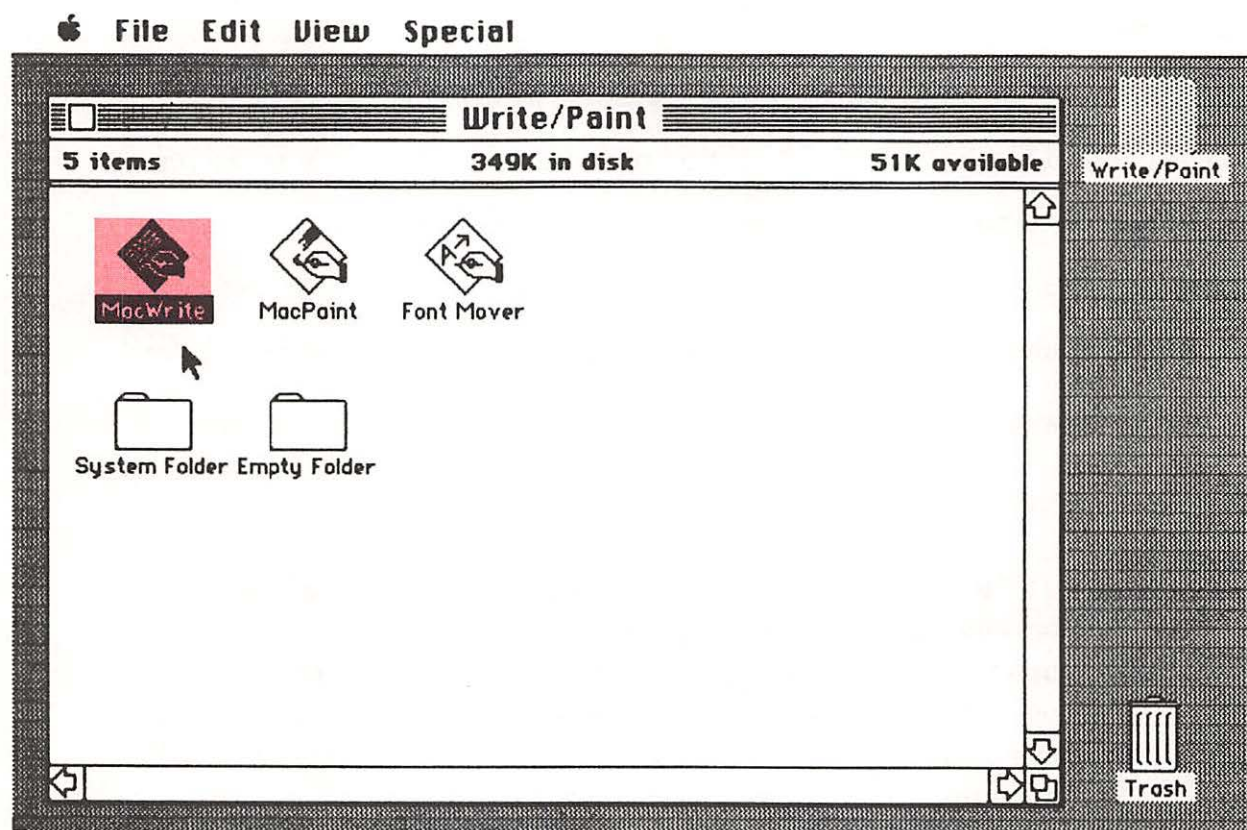 File Edit View Special
Write/Paint
5 items 349K in disk 51K available
Write/Paint
MacWrite MacPaint Font Mover
System Folder Empty Folder
Trash